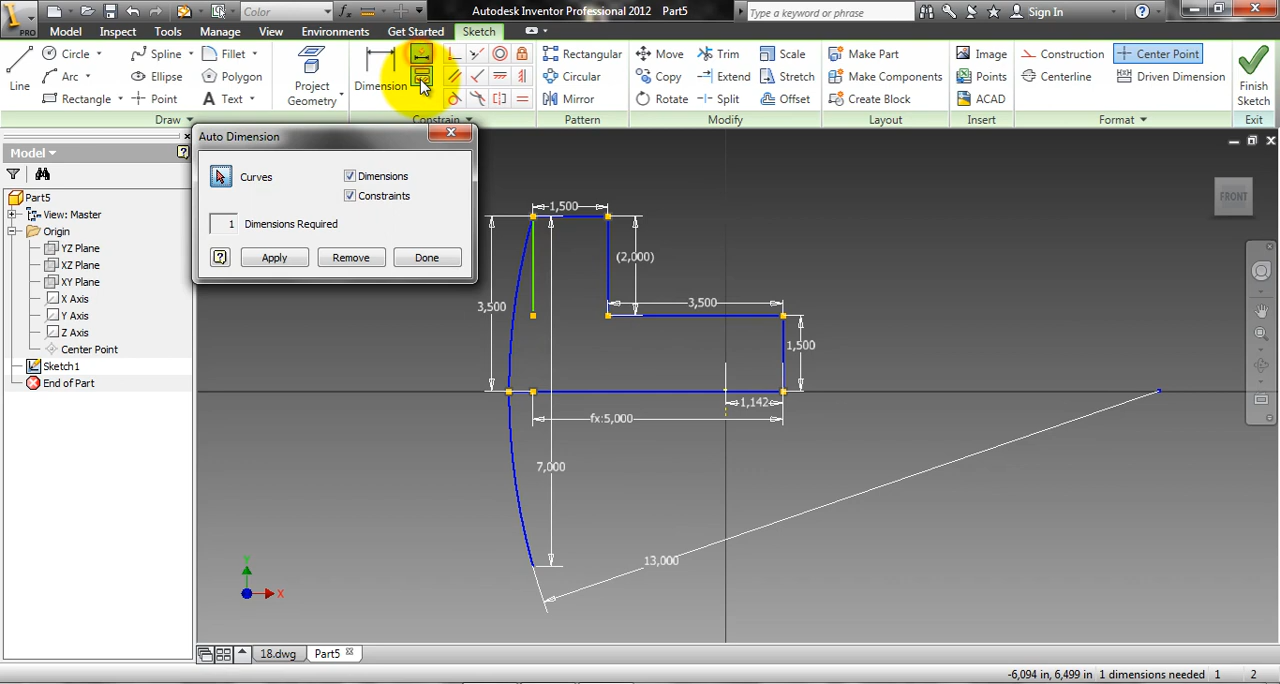 PRO
Color
Autodesk Inventor Professional 2012 Part5
Type a keyword or phrase
Sign In
Model Inspect Tools Manage View Environments Get Started Sketch
Line
Circle
Arc
Rectangle
Spline
Ellipse
Point
Fillet
Polygon
Text
Draw
Project
Geometry
Dimension
Constrain
Rectangular
Circular
Mirror
Pattern
Move
Copy
Rotate
Trim
Extend
Split
Scale
Stretch
Offset
Modify
Make Part
Make Components
Create Block
Layout
Image
Points
ACAD
Insert
Construction
Centerline
Center Point
Driven Dimension
Format
Finish
Sketch
Exit
Model
Part5
View: Master
Origin
YZ Plane
XZ Plane
XY Plane
X Axis
Y Axis
Z Axis
Center Point
Sketch1
End of Part
Auto Dimension
Curves
Dimensions
Constraints
1 Dimensions Required
Apply Remove Done
FRONT
1,500
(2,000)
3,500
3,500
1,500
1,142
fx:5,000
7,000
13,000
Y
X
18.dwg Part5
-6,094 in, 6,499 in 1 dimensions needed 1 2